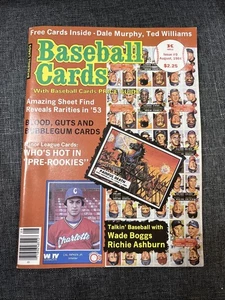 Free Cards Inside - Dale Murphy, Ted Williams
Baseball
Cards
With Baseball Cards PRICE GUIDE
August, 1987
$2.25
Amazing Sheet Find
Reveals Rarities in '53
BLOOD, GUTS AND
BUBBLEGUM CARDS
League Cards:
WHO'S HOT IN
"PRE-ROOKIES"
Charlotte
Talkin' Baseball with
Wade Boggs
Richie Ashburn